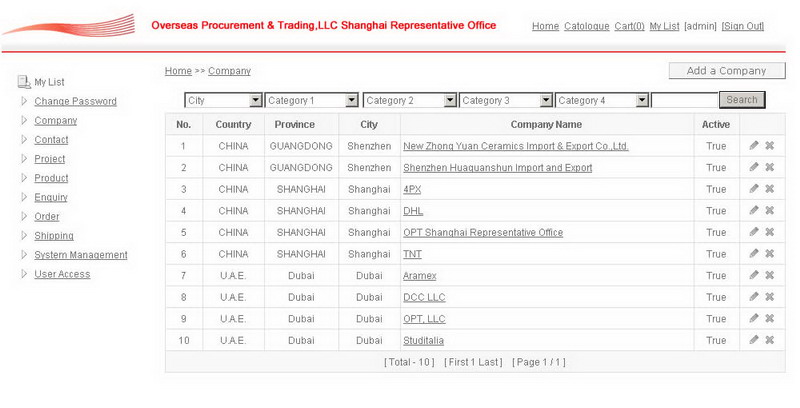 Overseas Procurement & Trading,LLC Shanghai Representative Office
Home Catologue Cart(0) My List [admin] [Sign Out]
My List
Change Password
Company
Contact
Project
Product
Enquiry
Order
Shipping
System Management
User Access
Home >> Company
Add a Company
City Category 1 Category 2 Category 3 Category 4 Search
No. Country Province City Company Name Active
1 CHINA GUANGDONG Shenzhen New Zhong Yuan Ceramics Import & Export Co.,Ltd. True
2 CHINA GUANGDONG Shenzhen Shenzhen Huaquanshun Import and Export True
3 CHINA SHANGHAI Shanghai 4PX True
4 CHINA SHANGHAI Shanghai DHL True
5 CHINA SHANGHAI Shanghai OPT Shanghai Representative Office True
6 CHINA SHANGHAI Shanghai TNT True
7 U.A.E. Dubai Dubai Aramex True
8 U.A.E. Dubai Dubai DCC LLC True
9 U.A.E. Dubai Dubai OPT, LLC True
10 U.A.E. Dubai Dubai Studitalia True
[Total - 10] [First 1 Last] [Page 1 / 1]